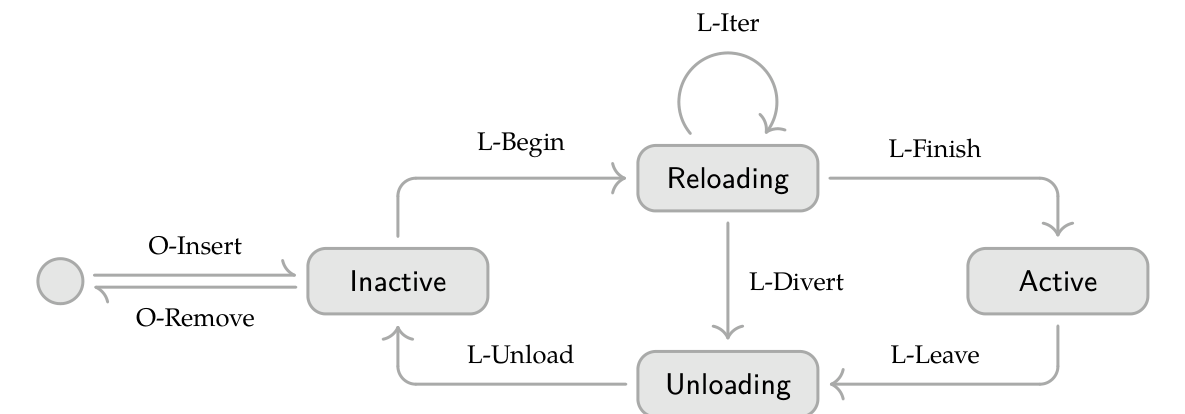 L-Iter
L-Begin
L-Finish
Reloading
O-Insert
Inactive
L-Divert
Active
O-Remove
L-Unload
L-Leave
Unloading